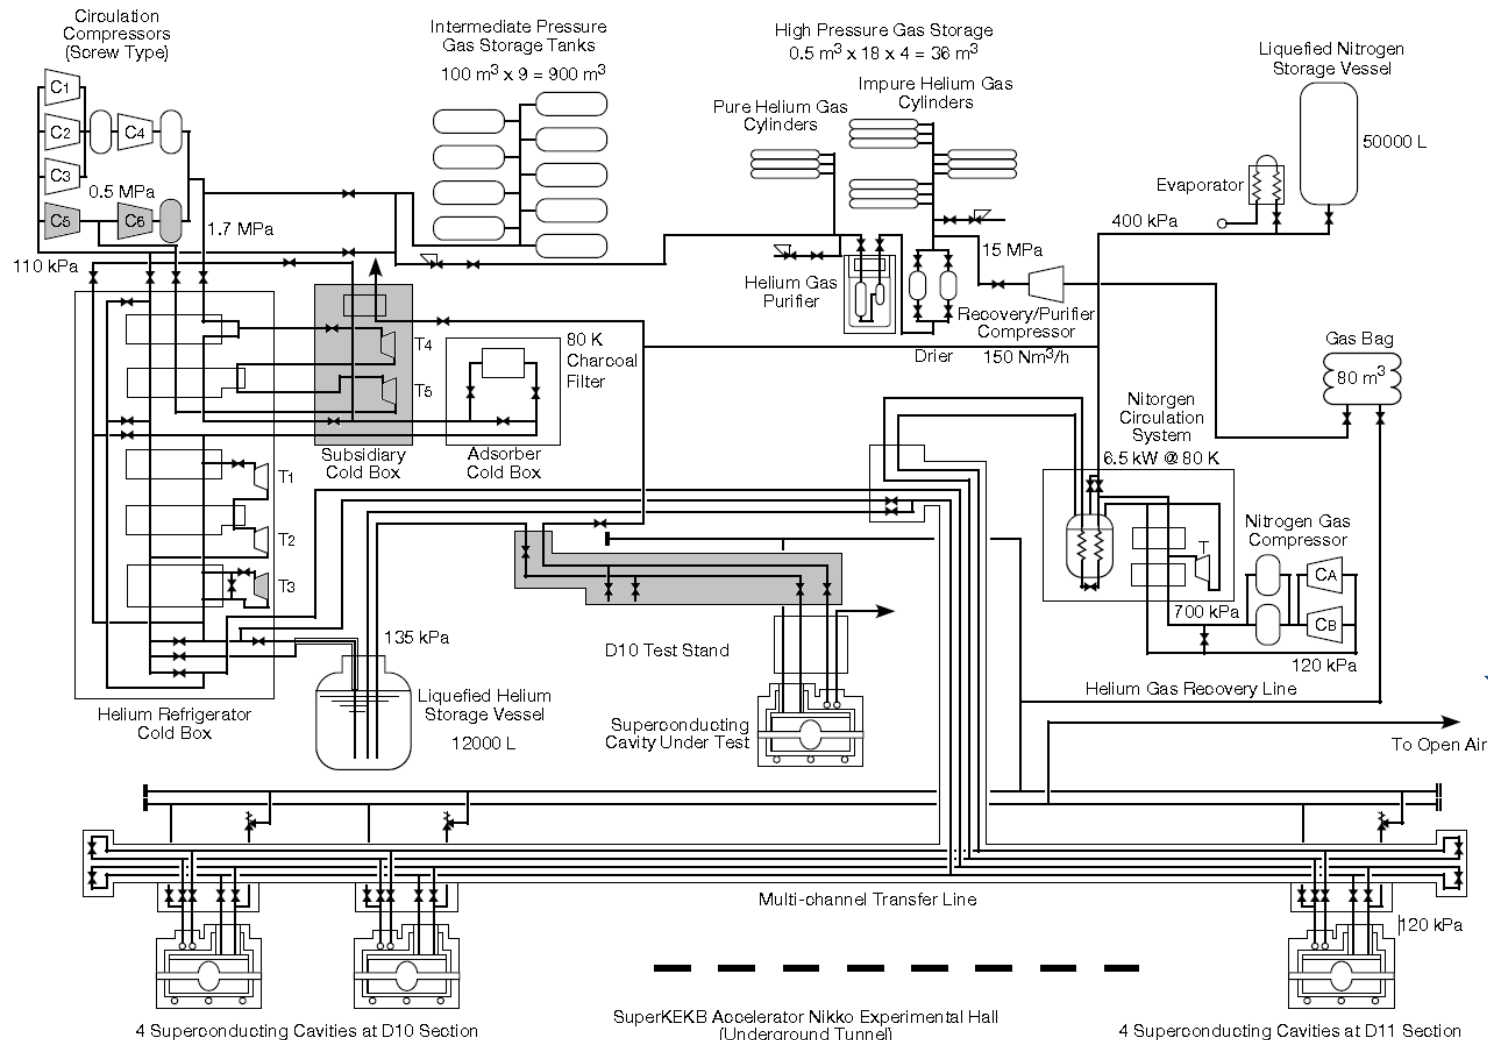 Circulation
Compressors
(Screw Type)
C1
C2
C3
C4
0.5 MPa
C5
C6
1.7 MPa
110 kPa
Intermediate Pressure
Gas Storage Tanks
100 m³ x 9 = 900 m³
High Pressure Gas Storage
0.5 m³ x 18 x 4 = 36 m³
Impure Helium Gas
Cylinders
Pure Helium Gas
Cylinders
Liquefied Nitrogen
Storage Vessel
50000 L
Evaporator
400 kPa
15 MPa
Helium Gas
Purifier
Recovery/Purifier
Compressor
150 Nm³/h
Drier
Gas Bag
80 m³
T4
T5
80 K
Charcoal
Filter
Subsidiary
Cold Box
Adsorber
Cold Box
T1
T2
T3
Nitorgen
Circulation
System
6.5 kW @ 80 K
Nitrogen Gas
Compressor
T
CA
CB
700 kPa
120 kPa
135 kPa
D10 Test Stand
Helium Gas Recovery Line
Helium Refrigerator
Cold Box
Liquefied Helium
Storage Vessel
12000 L
Superconducting
Cavity Under Test
To Open Air
Multi-channel Transfer Line
120 kPa
4 Superconducting Cavities at D10 Section
SuperKEKB Accelerator Nikko Experimental Hall
(Underground Tunnel)
4 Superconducting Cavities at D11 Section